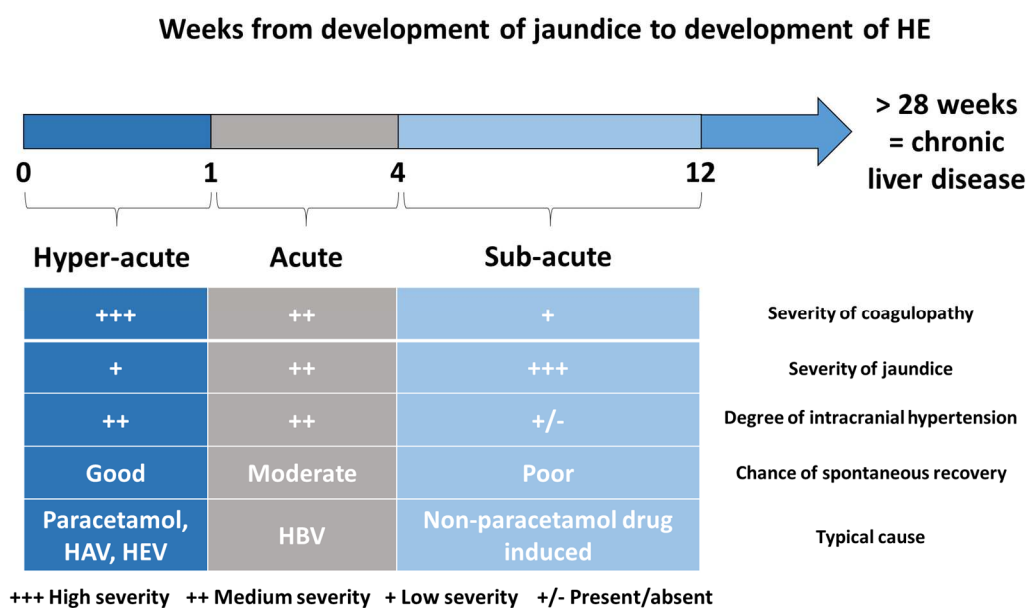 Weeks from development of jaundice to development of HE
> 28 weeks
= chronic
liver disease
0 1 4 12
Hyper-acute Acute Sub-acute
+++ ++ + Severity of coagulopathy
+ ++ +++ Severity of jaundice
++ ++ +/- Degree of intracranial hypertension
Good Moderate Poor Chance of spontaneous recovery
Paracetamol,
HAV, HEV
HBV
Non-paracetamol drug
induced
Typical cause
+++ High severity ++ Medium severity + Low severity +/- Present/absent